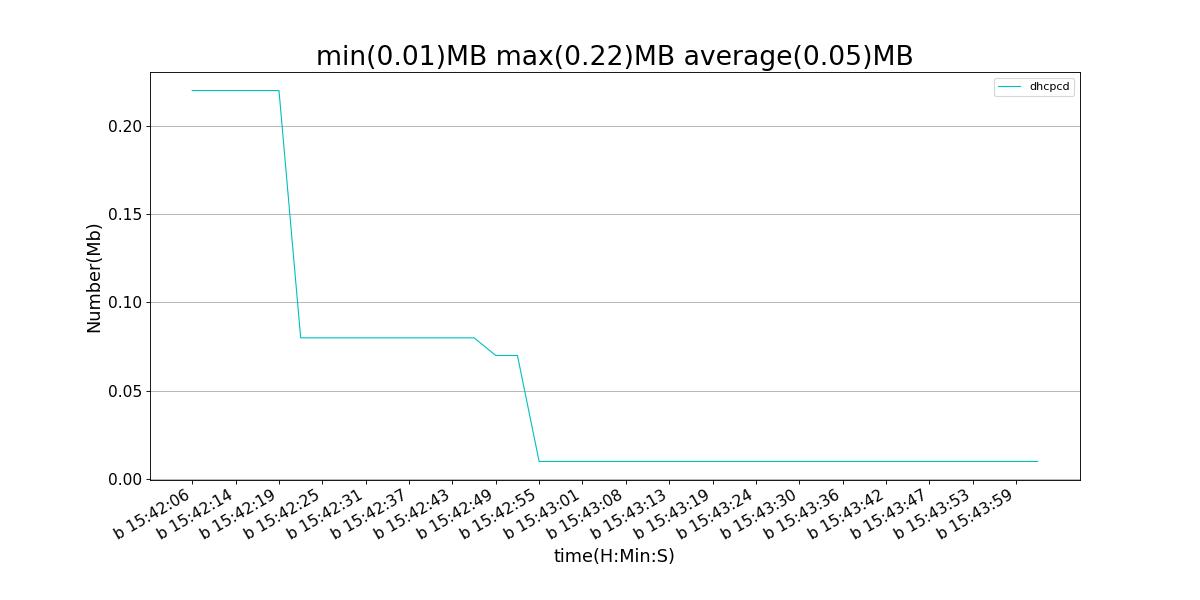 min(0.01)MB max(0.22)MB average(0.05)MB
dhcpcd
0.20
0.15
0.10
0.05
0.00
Number(Mb)
b 15:42:06
b 15:42:14
b 15:42:19
b 15:42:25
b 15:42:31
b 15:42:37
b 15:42:43
b 15:42:49
b 15:42:55
b 15:43:01
b 15:43:08
b 15:43:13
b 15:43:19
b 15:43:24
b 15:43:30
b 15:43:36
b 15:43:42
b 15:43:47
b 15:43:53
b 15:43:59
time(H:Min:S)